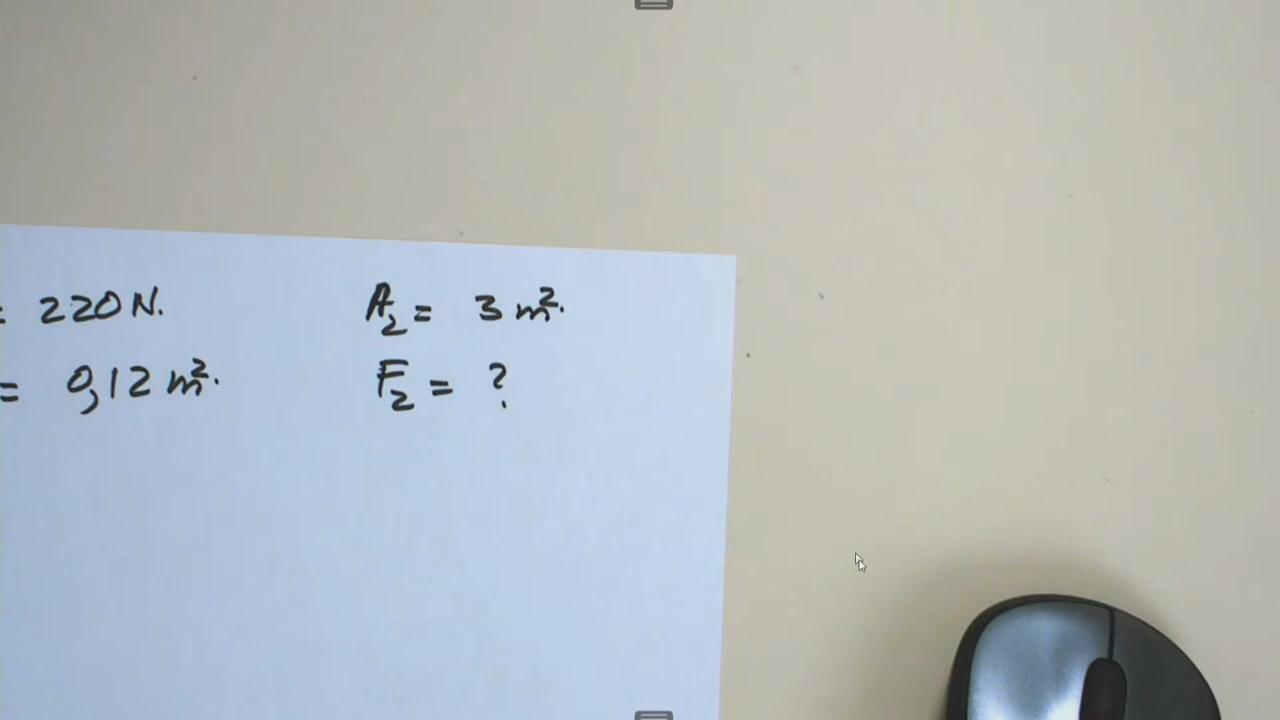 = 220 N. A₂ = 3 m².
= 0,12 m². F₂ = ?